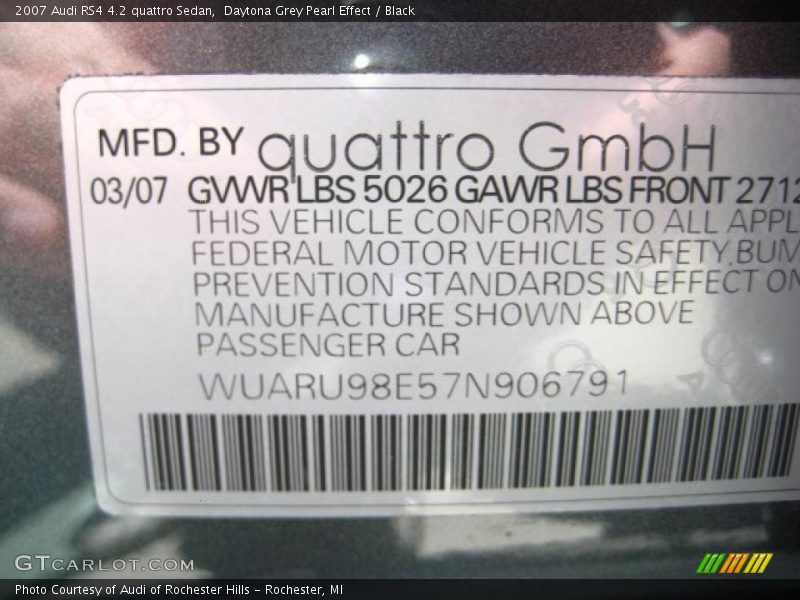 2007 Audi RS4 4.2 quattro Sedan,  Daytona Grey Pearl Effect / Black
MFD. BY quattro GmbH
03/07 GVWR LBS 5026 GAWR LBS FRONT 2712
THIS VEHICLE CONFORMS TO ALL APPL
FEDERAL MOTOR VEHICLE SAFETY, BUM
PREVENTION STANDARDS IN EFFECT ON
MANUFACTURE SHOWN ABOVE
PASSENGER CAR
WUARU98E57N906791
GTCARLOT.COM
Photo Courtesy of Audi of Rochester Hills – Rochester, MI